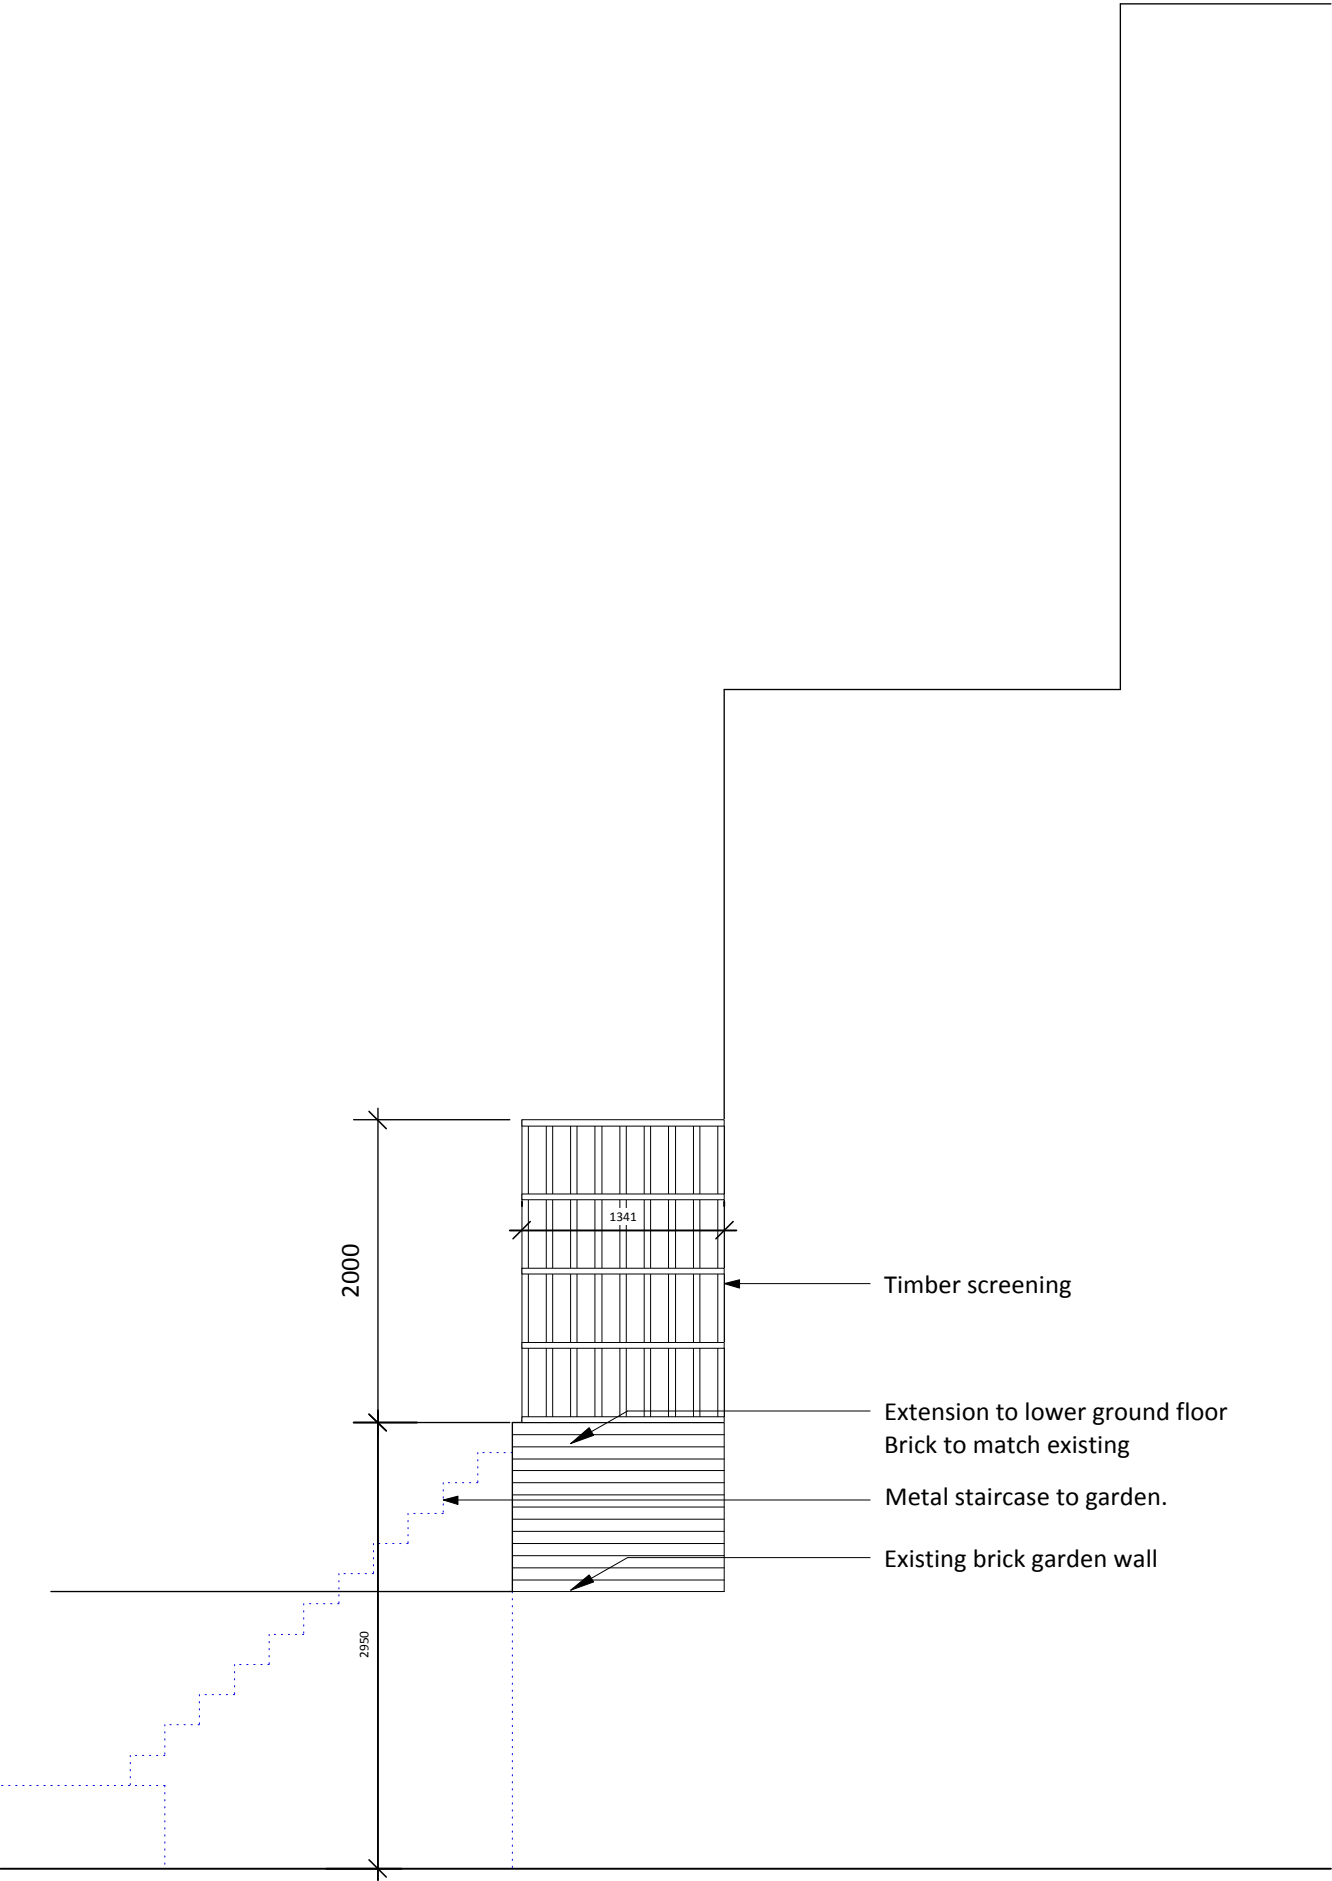 1341
2000
Timber screening
Extension to lower ground floor
Brick to match existing
Metal staircase to garden.
Existing brick garden wall
2950